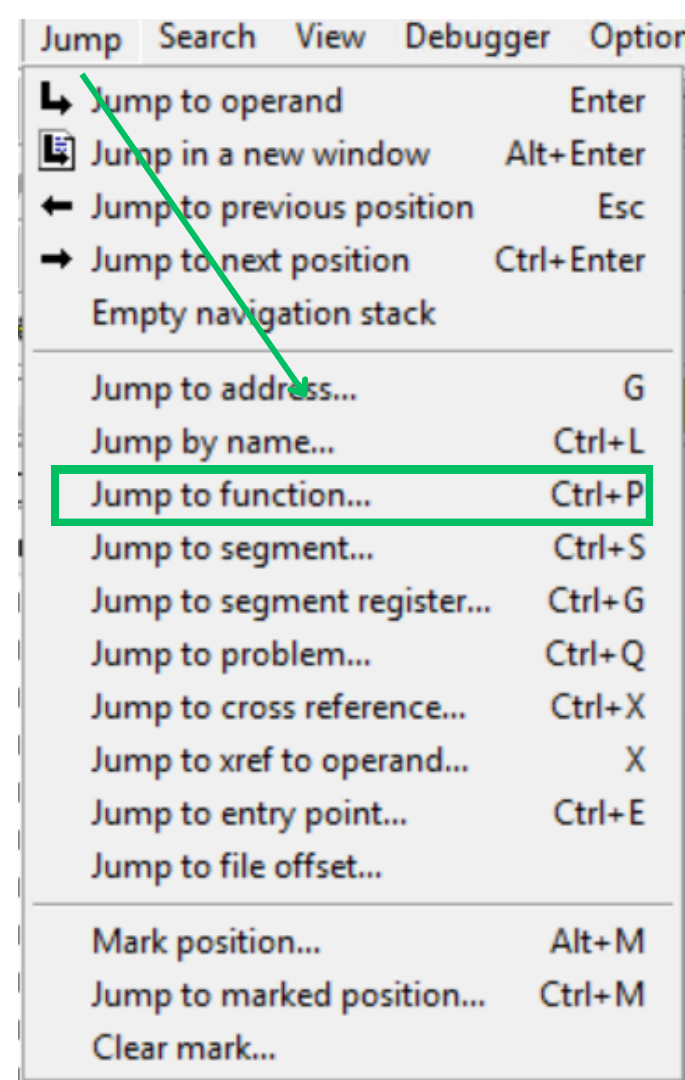 Jump Search View Debugger Option
Jump to operand Enter
Jump in a new window Alt+Enter
Jump to previous position Esc
Jump to next position Ctrl+Enter
Empty navigation stack
Jump to address... G
Jump by name... Ctrl+L
Jump to function... Ctrl+P
Jump to segment... Ctrl+S
Jump to segment register... Ctrl+G
Jump to problem... Ctrl+Q
Jump to cross reference... Ctrl+X
Jump to xref to operand... X
Jump to entry point... Ctrl+E
Jump to file offset...
Mark position... Alt+M
Jump to marked position... Ctrl+M
Clear mark...